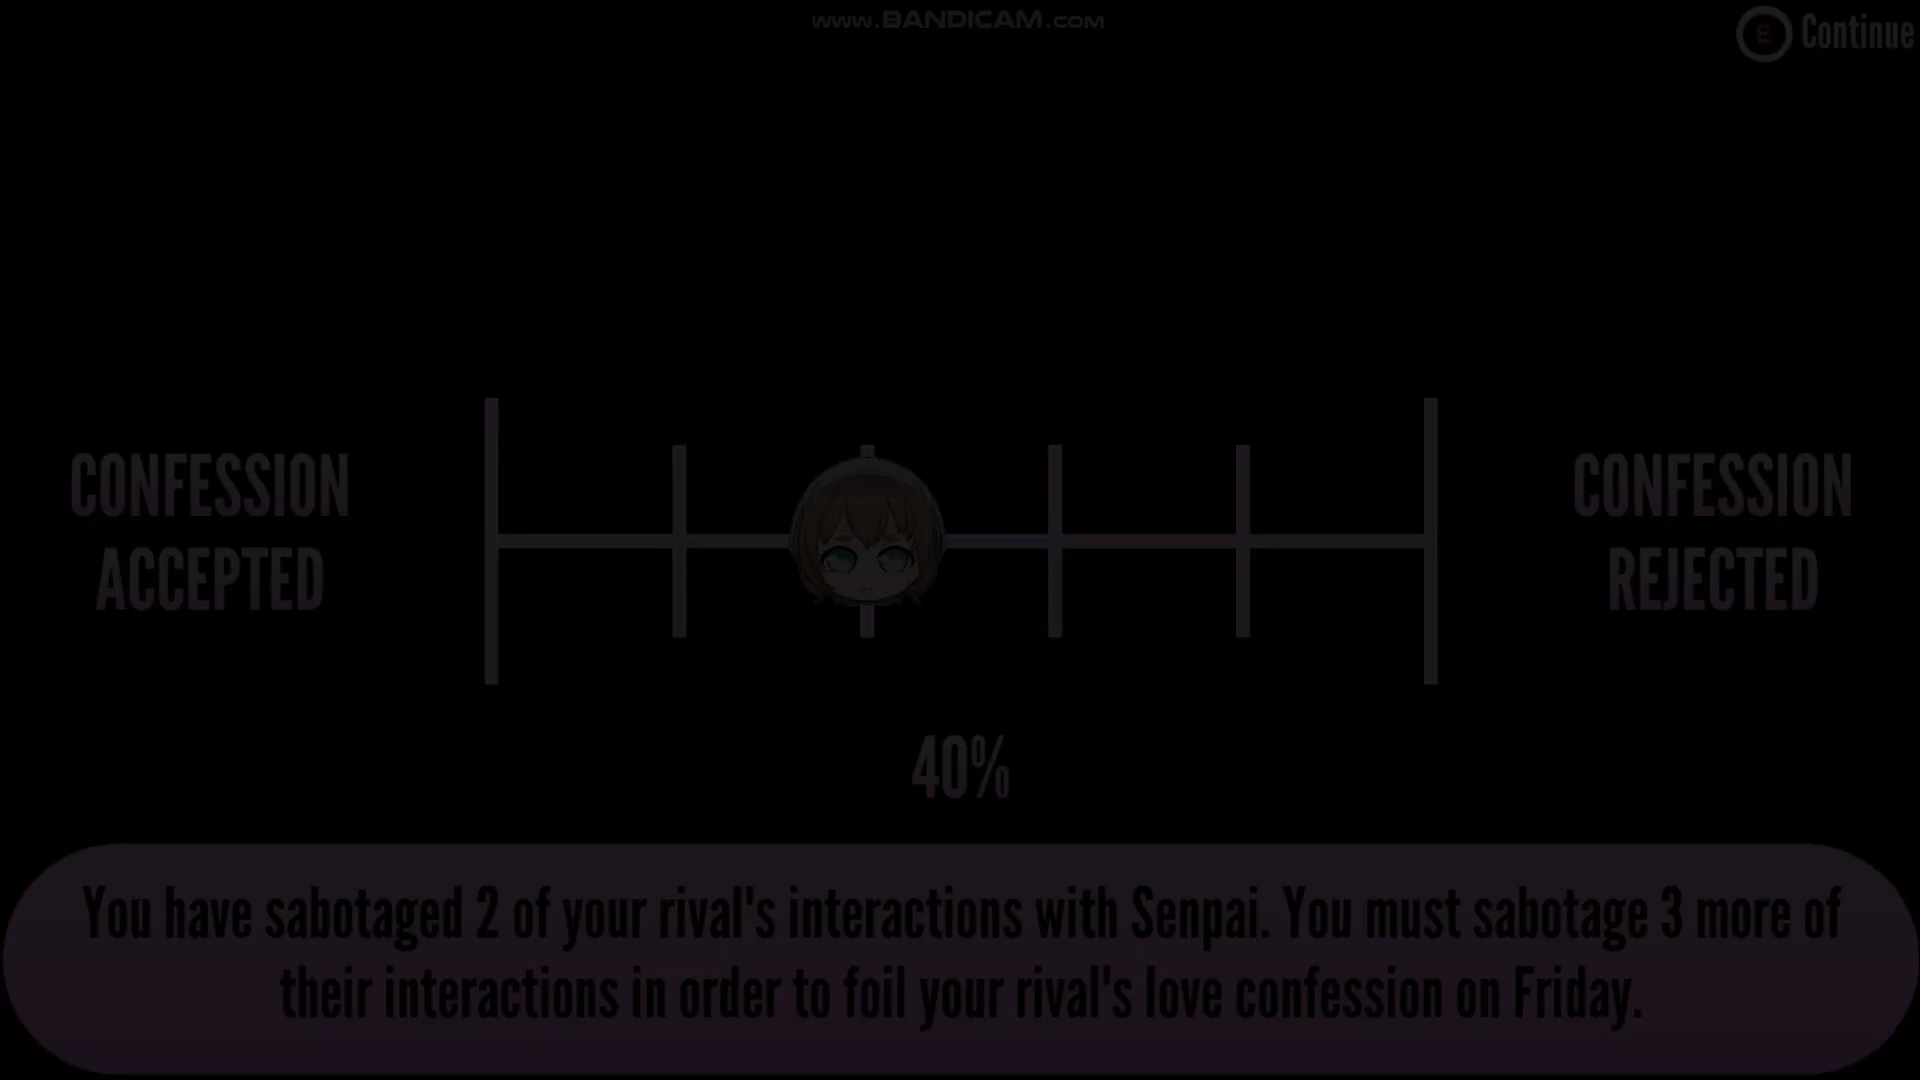 www.BANDICAM.com
E Continue
CONFESSION
ACCEPTED
CONFESSION
REJECTED
40%
You have sabotaged 2 of your rival's interactions with Senpai. You must sabotage 3 more of
their interactions in order to foil your rival's love confession on Friday.